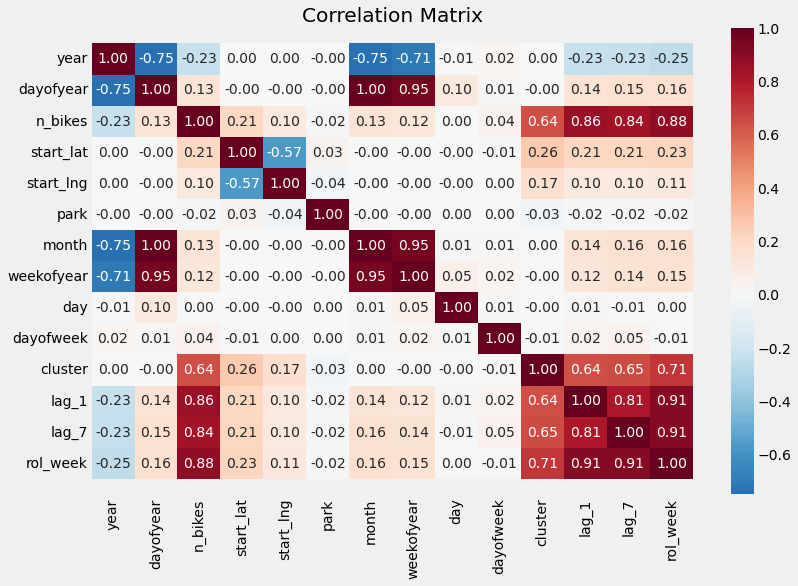 Correlation Matrix
year 1.00 -0.75 -0.23 0.00 0.00 -0.00 -0.75 -0.71 -0.01 0.02 0.00 -0.23 -0.23 -0.25
dayofyear -0.75 1.00 0.13 -0.00 -0.00 -0.00 1.00 0.95 0.10 0.01 -0.00 0.14 0.15 0.16
n_bikes -0.23 0.13 1.00 0.21 0.10 -0.02 0.13 0.12 0.00 0.04 0.64 0.86 0.84 0.88
start_lat 0.00 -0.00 0.21 1.00 -0.57 0.03 -0.00 -0.00 -0.00 -0.01 0.26 0.21 0.21 0.23
start_lng 0.00 -0.00 0.10 -0.57 1.00 -0.04 -0.00 -0.00 -0.00 0.00 0.17 0.10 0.10 0.11
park -0.00 -0.00 -0.02 0.03 -0.04 1.00 -0.00 -0.00 0.00 0.00 -0.03 -0.02 -0.02 -0.02
month -0.75 1.00 0.13 -0.00 -0.00 -0.00 1.00 0.95 0.01 0.01 0.00 0.14 0.16 0.16
weekofyear -0.71 0.95 0.12 -0.00 -0.00 -0.00 0.95 1.00 0.05 0.02 -0.00 0.12 0.14 0.15
day -0.01 0.10 0.00 -0.00 -0.00 0.00 0.01 0.05 1.00 0.01 -0.00 0.01 -0.01 0.00
dayofweek 0.02 0.01 0.04 -0.01 0.00 0.00 0.01 0.02 0.01 1.00 -0.01 0.02 0.05 -0.01
cluster 0.00 -0.00 0.64 0.26 0.17 -0.03 0.00 -0.00 -0.00 -0.01 1.00 0.64 0.65 0.71
lag_1 -0.23 0.14 0.86 0.21 0.10 -0.02 0.14 0.12 0.01 0.02 0.64 1.00 0.81 0.91
lag_7 -0.23 0.15 0.84 0.21 0.10 -0.02 0.16 0.14 -0.01 0.05 0.65 0.81 1.00 0.91
rol_week -0.25 0.16 0.88 0.23 0.11 -0.02 0.16 0.15 0.00 -0.01 0.71 0.91 0.91 1.00
year dayofyear n_bikes start_lat start_lng park month weekofyear day dayofweek cluster lag_1 lag_7 rol_week
1.0
0.8
0.6
0.4
0.2
0.0
−0.2
−0.4
−0.6